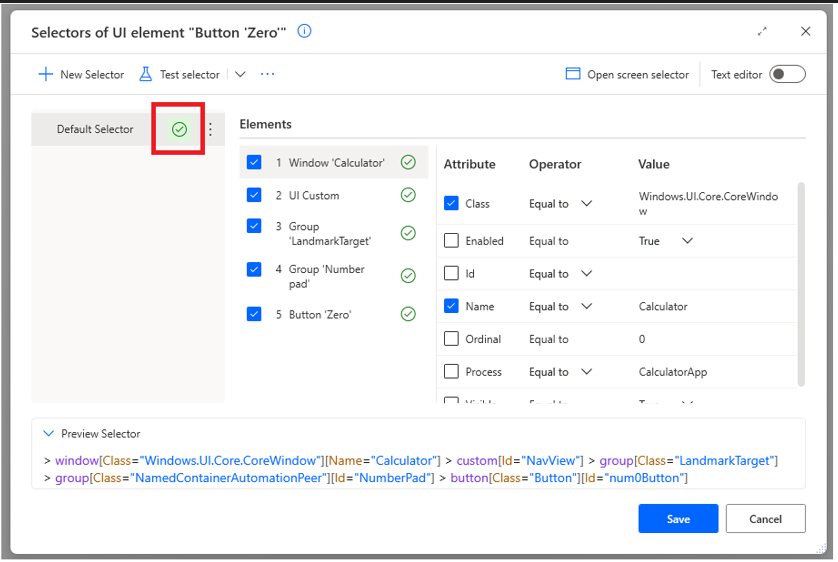 Selectors of UI element "Button 'Zero'"
New Selector
Test selector
Open screen selector
Text editor
Default Selector
Elements
1 Window 'Calculator'
2 UI Custom
3 Group
'LandmarkTarget'
4 Group 'Number
pad'
5 Button 'Zero'
Attribute Operator Value
Class Equal to Windows.UI.Core.CoreWindo
w
Enabled Equal to True
Id Equal to
Name Equal to Calculator
Ordinal Equal to 0
Process Equal to CalculatorApp
Preview Selector
> window[Class="Windows.UI.Core.CoreWindow"][Name="Calculator"] > custom[Id="NavView"] > group[Class="LandmarkTarget"]
> group[Class="NamedContainerAutomationPeer"][Id="NumberPad"] > button[Class="Button"][Id="num0Button"]
Save
Cancel